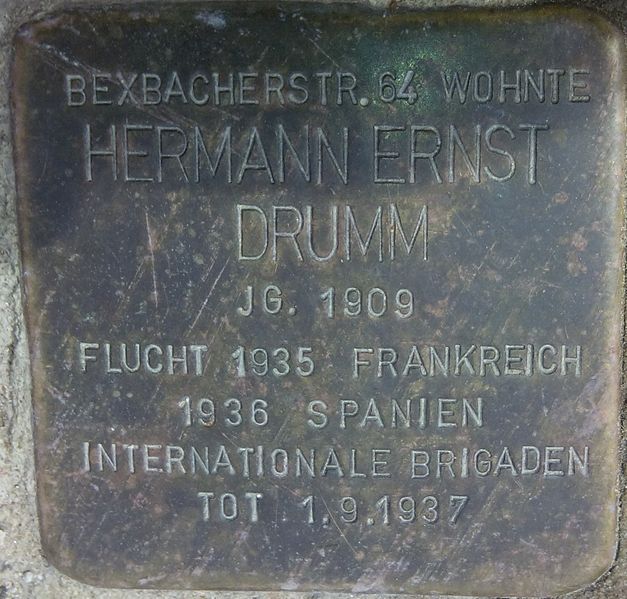 BEXBACHERSTR. 64 WOHNTE
HERMANN ERNST
DRUMM
JG. 1909
FLUCHT 1935 FRANKREICH
1936 SPANIEN
INTERNATIONALE BRIGADEN
TOT 1.9.1937